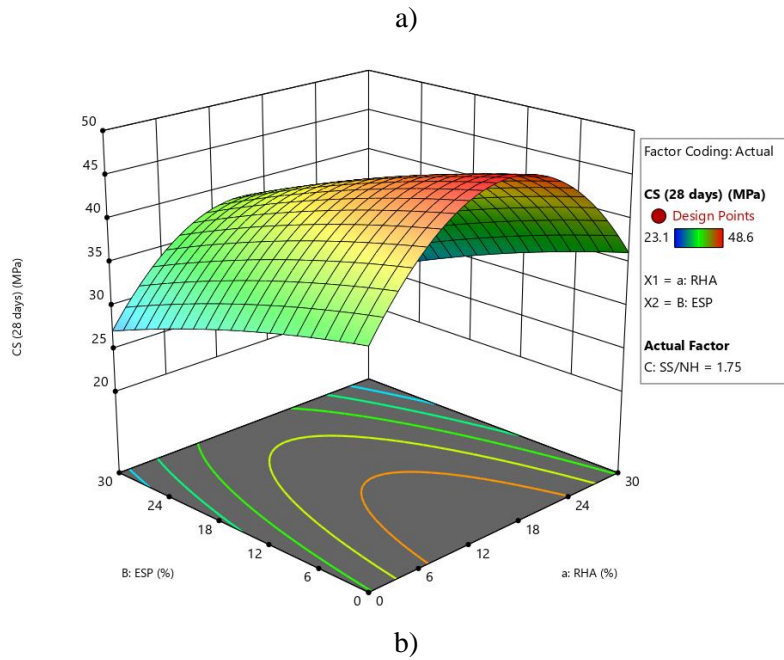 a)
50
45
40
35
30
25
20
CS (28 days) (MPa)
30
24
18
12
6
0
B: ESP (%)
0
6
12
18
24
30
a: RHA (%)
Factor Coding: Actual
CS (28 days) (MPa)
Design Points
23.1 48.6
X1 = a: RHA
X2 = B: ESP
Actual Factor
C: SS/NH = 1.75
b)